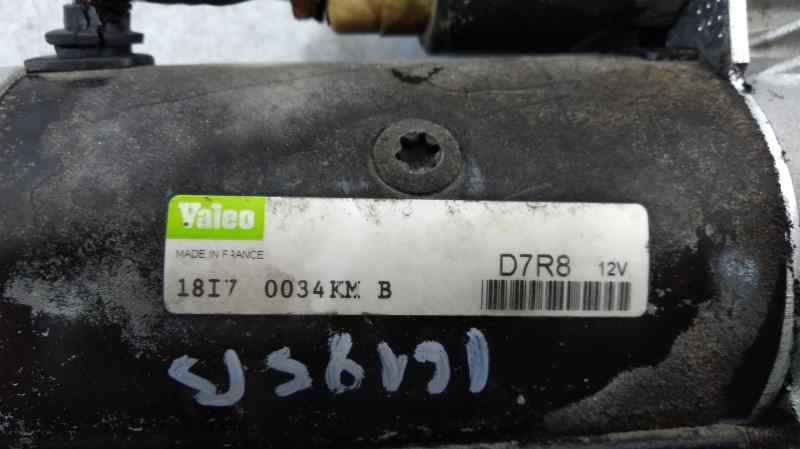 Valeo
MADE IN FRANCE
D7R8 12V
18I7 0034KM B